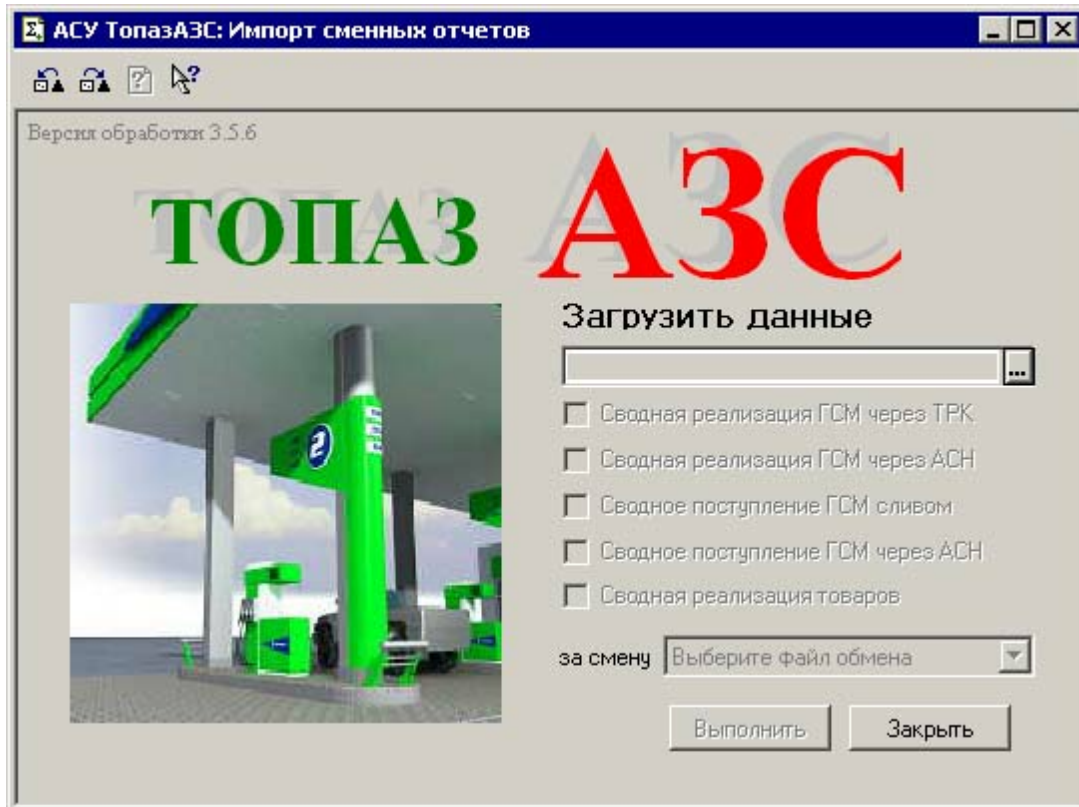 АСУ ТопазАЗС: Импорт сменных отчетов
Версия обработки 3.5.6
ТОПАЗ АЗС
Загрузить данные
...
Сводная реализация ГСМ через ТРК
Сводная реализация ГСМ через АСН
Сводное поступление ГСМ сливом
Сводное поступление ГСМ через АСН
Сводная реализация товаров
за смену Выберите файл обмена
Выполнить Закрыть
2